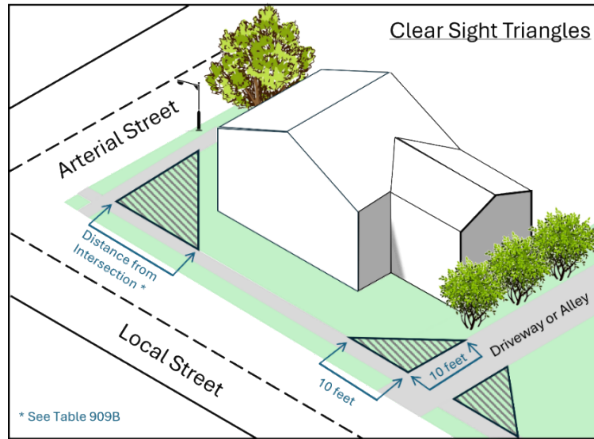 Clear Sight Triangles
Arterial Street
Distance from
Intersection *
Local Street
10 feet
10 feet
Driveway or Alley
* See Table 909B